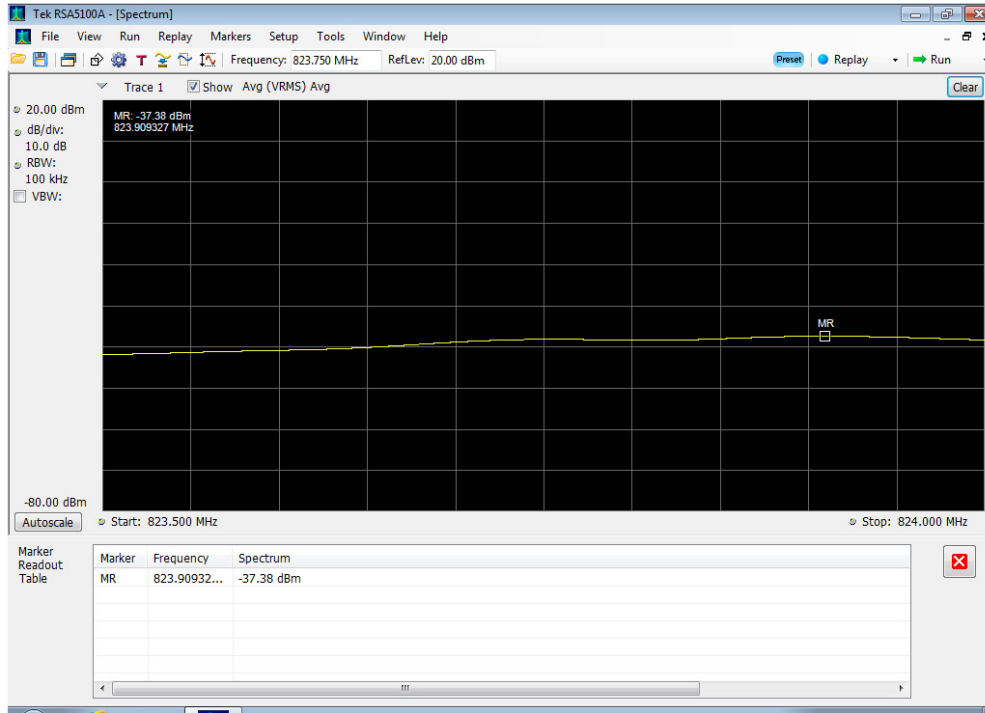 Tek RSA5100A - [Spectrum]
File View Run Replay Markers Setup Tools Window Help
T Frequency: 823.750 MHz RefLev: 20.00 dBm Preset Replay Run
Trace 1 Show Avg (VRMS) Avg Clear
20.00 dBm
dB/div:
10.0 dB
RBW:
100 kHz
VBW:
MR: -37.38 dBm
823.909327 MHz
MR
-80.00 dBm
Autoscale Start: 823.500 MHz Stop: 824.000 MHz
Marker
Readout
Table
Marker Frequency Spectrum
MR 823.90932... -37.38 dBm